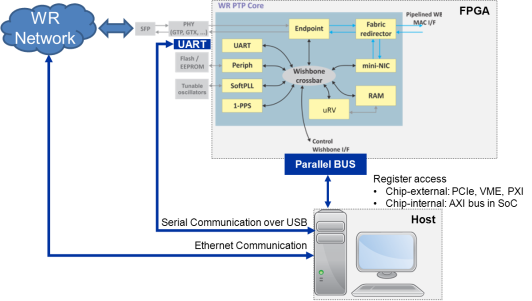 WR
Network
SFP
PHY
(GTP, GTX, ...)
UART
Flash /
EEPROM
Tunable
oscillators
WR PTP Core
FPGA
Endpoint
Fabric
redirector
Pipelined WB
MAC I/F
UART
Periph
SoftPLL
1-PPS
Wishbone
crossbar
mini-NIC
RAM
uRV
Control
Wishbone I/F
Parallel BUS
Register access
• Chip-external: PCIe, VME, PXI
• Chip-internal: AXI bus in SoC
Serial Communication over USB
Ethernet Communication
Host